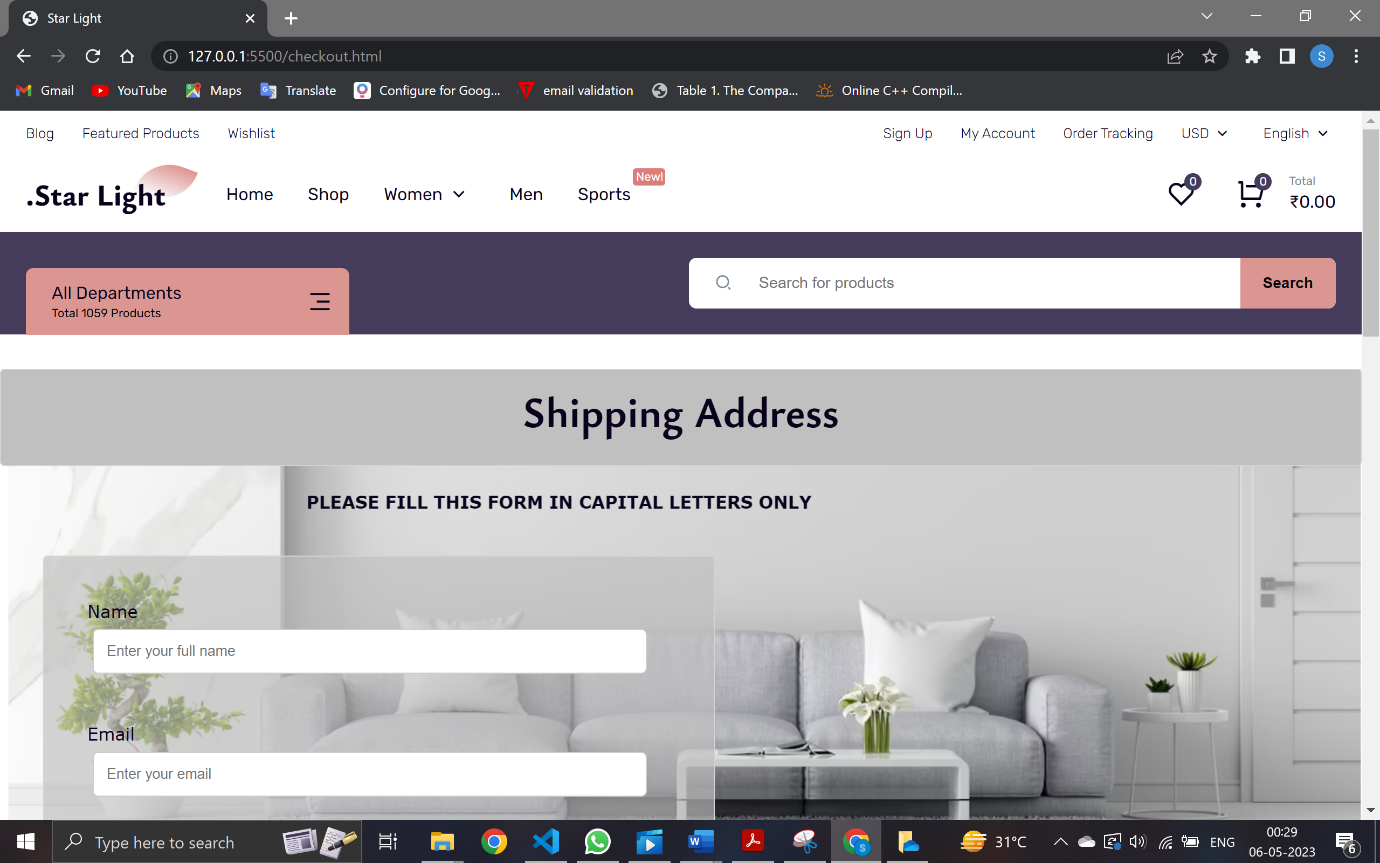 Star Light
127.0.0.1:5500/checkout.html
S
Gmail YouTube Maps Translate Configure for Goog... email validation Table 1. The Compa... Online C++ Compil...
Blog Featured Products Wishlist Sign Up My Account Order Tracking USD English
New!
.Star Light Home Shop Women Men Sports 0 0 Total
₹0.00
All Departments
Total 1059 Products
Search for products Search
Shipping Address
PLEASE FILL THIS FORM IN CAPITAL LETTERS ONLY
Name
Enter your full name
Email
Enter your email
Type here to search 31°C ENG 00:29
06-05-2023 6